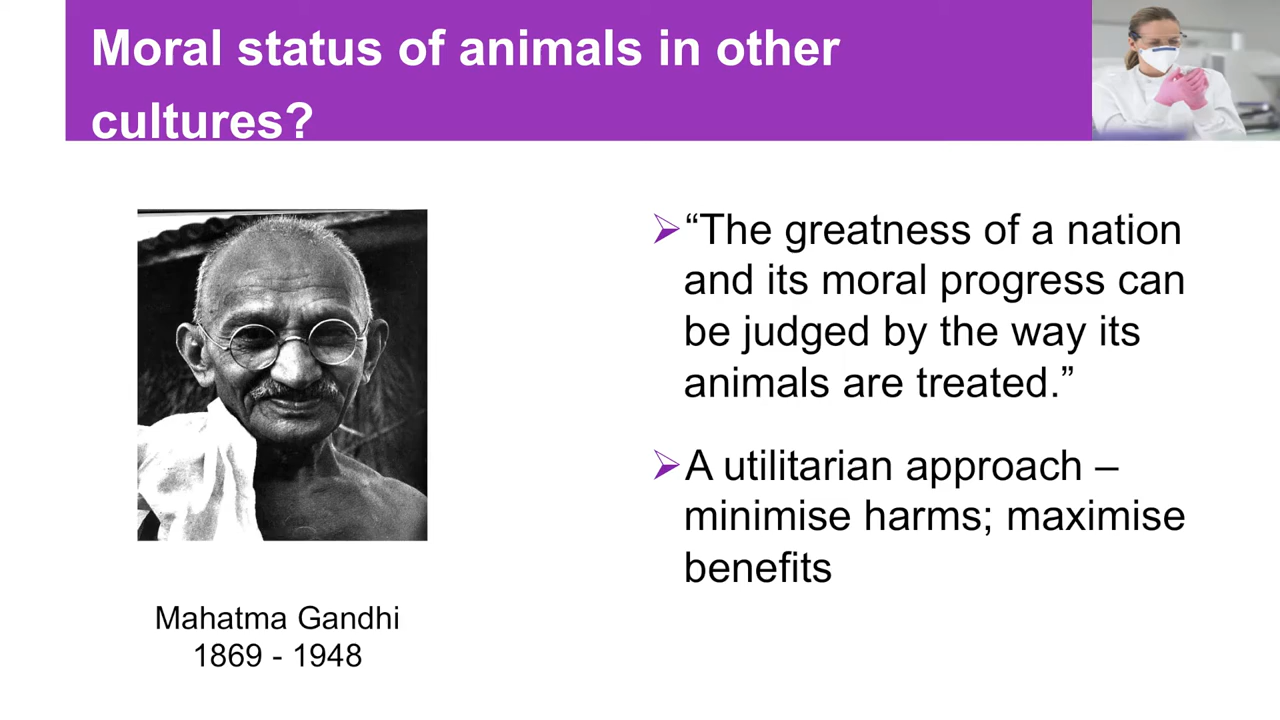 Moral status of animals in other
cultures?
“The greatness of a nation
and its moral progress can
be judged by the way its
animals are treated.”
A utilitarian approach –
minimise harms; maximise
benefits
Mahatma Gandhi
1869 - 1948